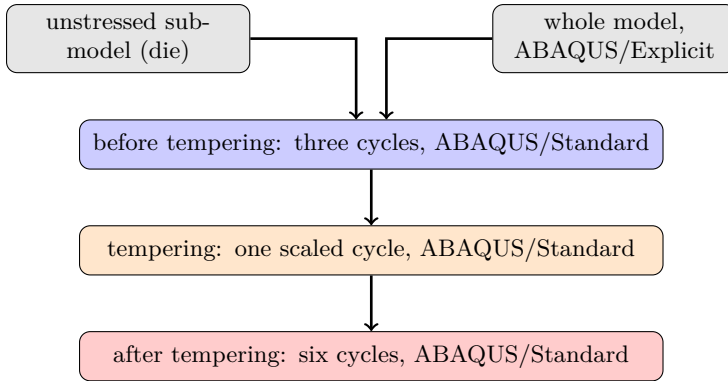 unstressed sub-
model (die)
whole model,
ABAQUS/Explicit
before tempering: three cycles, ABAQUS/Standard
tempering: one scaled cycle, ABAQUS/Standard
after tempering: six cycles, ABAQUS/Standard